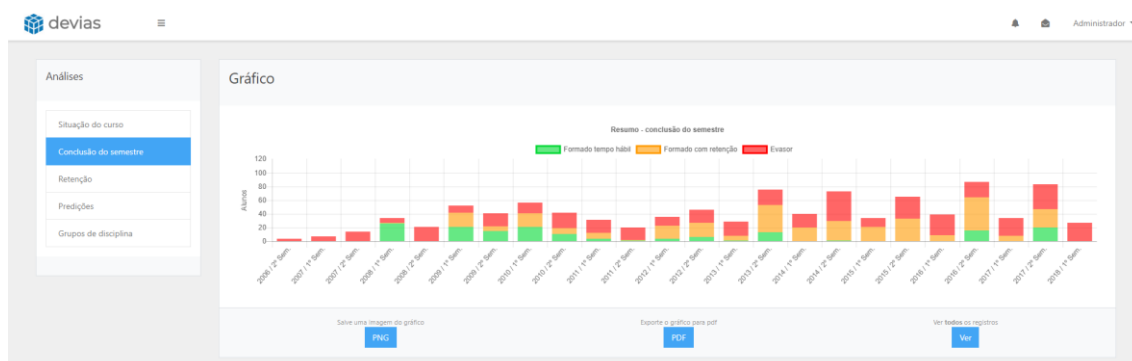 devias
Administrador
Análises
Situação do curso
Conclusão do semestre
Retenção
Predições
Grupos de disciplina
Gráfico
Resumo - conclusão do semestre
Formado tempo hábil Formado com retenção Evasor
Alunos
120
100
80
60
40
20
0
2006 / 2º Sem.
2007 / 1º Sem.
2007 / 2º Sem.
2008 / 1º Sem.
2008 / 2º Sem.
2009 / 1º Sem.
2009 / 2º Sem.
2010 / 1º Sem.
2010 / 2º Sem.
2011 / 1º Sem.
2011 / 2º Sem.
2012 / 1º Sem.
2012 / 2º Sem.
2013 / 1º Sem.
2013 / 2º Sem.
2014 / 1º Sem.
2014 / 2º Sem.
2015 / 1º Sem.
2015 / 2º Sem.
2016 / 1º Sem.
2016 / 2º Sem.
2017 / 1º Sem.
2017 / 2º Sem.
2018 / 1º Sem.
Salve uma imagem do gráfico
PNG
Exporte o gráfico para pdf
PDF
Ver todos os registros
Ver